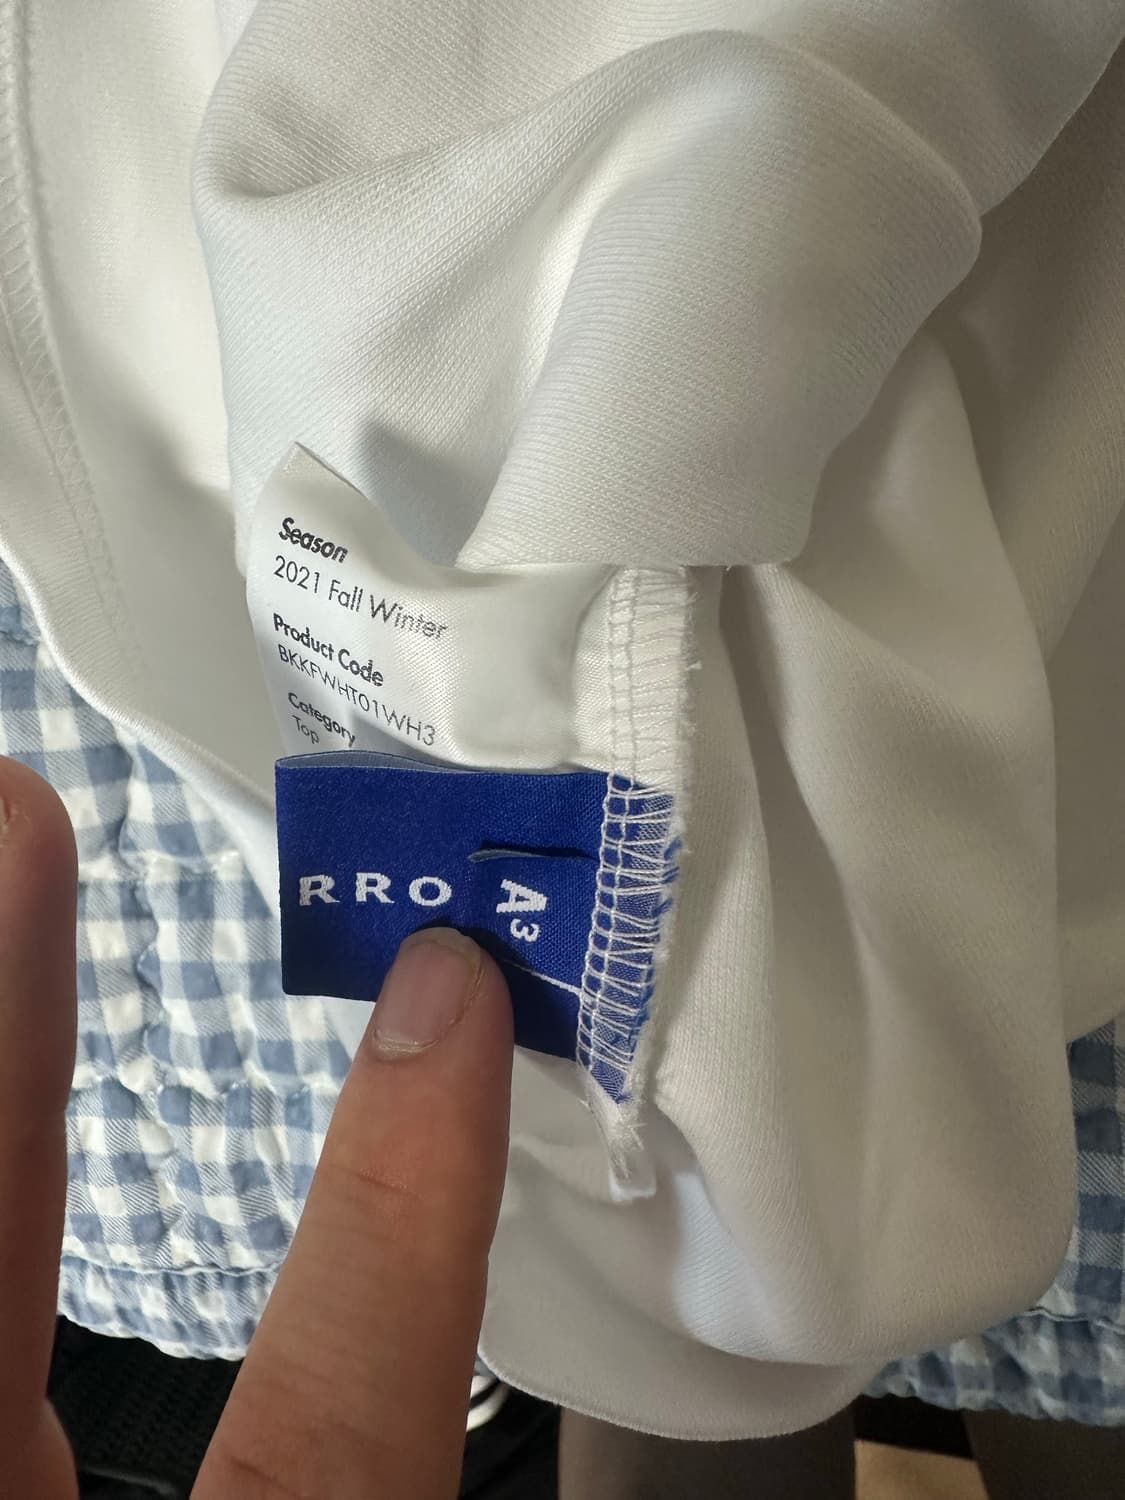 Season
2021 Fall Winter
Product Code
BKKFWHT01WH3
Category
Top
RRO
A³